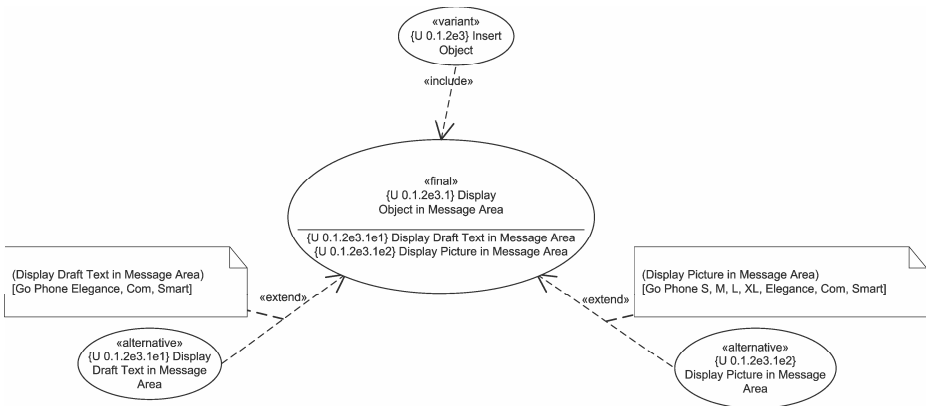 «variant»
{U 0.1.2e3} Insert
Object
«include»
«final»
{U 0.1.2e3.1} Display
Object in Message Area
{U 0.1.2e3.1e1} Display Draft Text in Message Area
{U 0.1.2e3.1e2} Display Picture in Message Area
(Display Draft Text in Message Area)
[Go Phone Elegance, Com, Smart]
(Display Picture in Message Area)
[Go Phone S, M, L, XL, Elegance, Com, Smart]
«extend»
«extend»
«alternative»
{U 0.1.2e3.1e1} Display
Draft Text in Message
Area
«alternative»
{U 0.1.2e3.1e2}
Display Picture in Message
Area